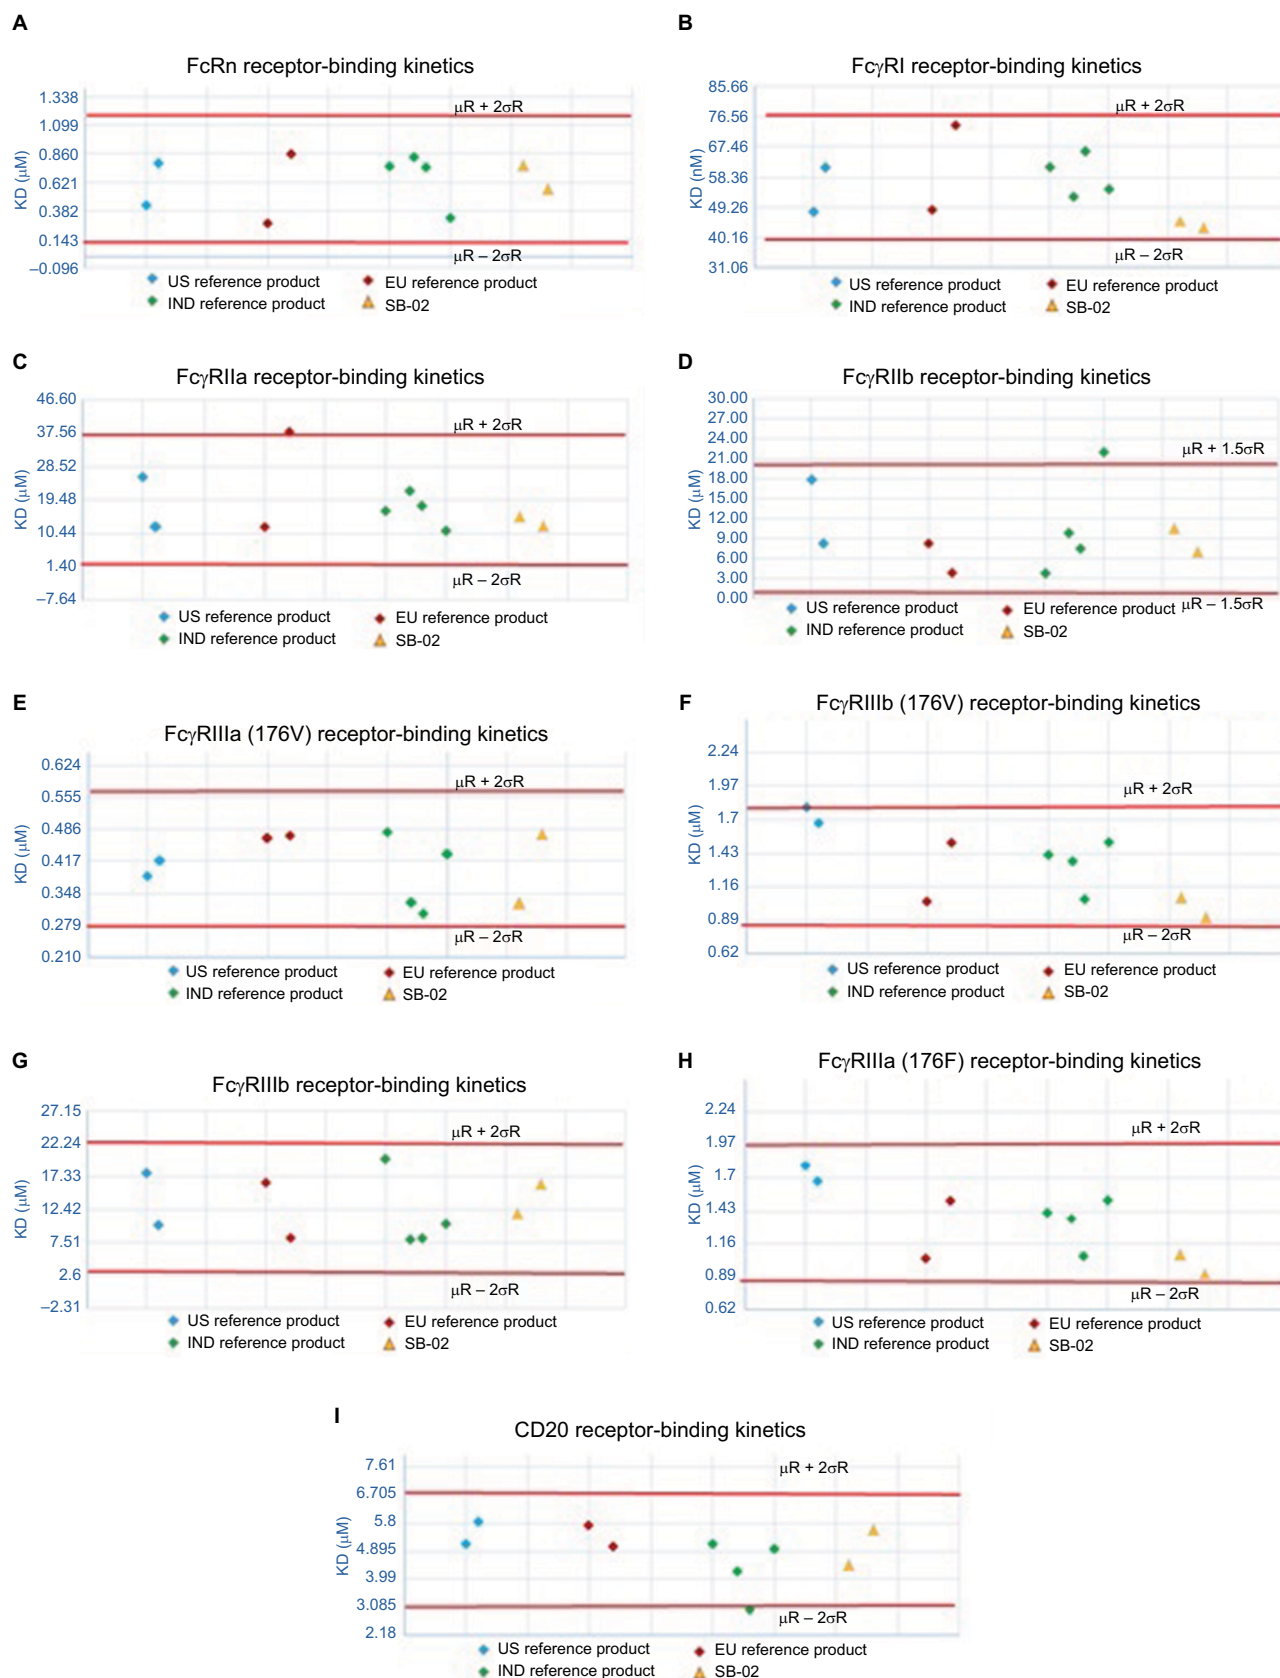 A
FcRn receptor-binding kinetics
KD (μM)
1.338
1.099
0.860
0.621
0.382
0.143
–0.096
μR + 2σR
μR – 2σR
US reference product
EU reference product
IND reference product
SB-02
B
FcγRI receptor-binding kinetics
KD (nM)
85.66
76.56
67.46
58.36
49.26
40.16
31.06
μR + 2σR
μR – 2σR
US reference product
EU reference product
IND reference product
SB-02
C
FcγRIIa receptor-binding kinetics
KD (μM)
46.60
37.56
28.52
19.48
10.44
1.40
–7.64
μR + 2σR
μR – 2σR
US reference product
EU reference product
IND reference product
SB-02
D
FcγRIIb receptor-binding kinetics
KD (μM)
30.00
27.00
24.00
21.00
18.00
15.00
12.00
9.00
6.00
3.00
0.00
μR + 1.5σR
μR – 1.5σR
US reference product
EU reference product
IND reference product
SB-02
E
FcγRIIIa (176V) receptor-binding kinetics
KD (μM)
0.624
0.555
0.486
0.417
0.348
0.279
0.210
μR + 2σR
μR – 2σR
US reference product
EU reference product
IND reference product
SB-02
F
FcγRIIIb (176V) receptor-binding kinetics
KD (μM)
2.24
1.97
1.7
1.43
1.16
0.89
0.62
μR + 2σR
μR – 2σR
US reference product
EU reference product
IND reference product
SB-02
G
FcγRIIIb receptor-binding kinetics
KD (μM)
27.15
22.24
17.33
12.42
7.51
2.6
–2.31
μR + 2σR
μR – 2σR
US reference product
EU reference product
IND reference product
SB-02
H
FcγRIIIa (176F) receptor-binding kinetics
KD (μM)
2.24
1.97
1.7
1.43
1.16
0.89
0.62
μR + 2σR
μR – 2σR
US reference product
EU reference product
IND reference product
SB-02
I
CD20 receptor-binding kinetics
KD (μM)
7.61
6.705
5.8
4.895
3.99
3.085
2.18
μR + 2σR
μR – 2σR
US reference product
EU reference product
IND reference product
SB-02